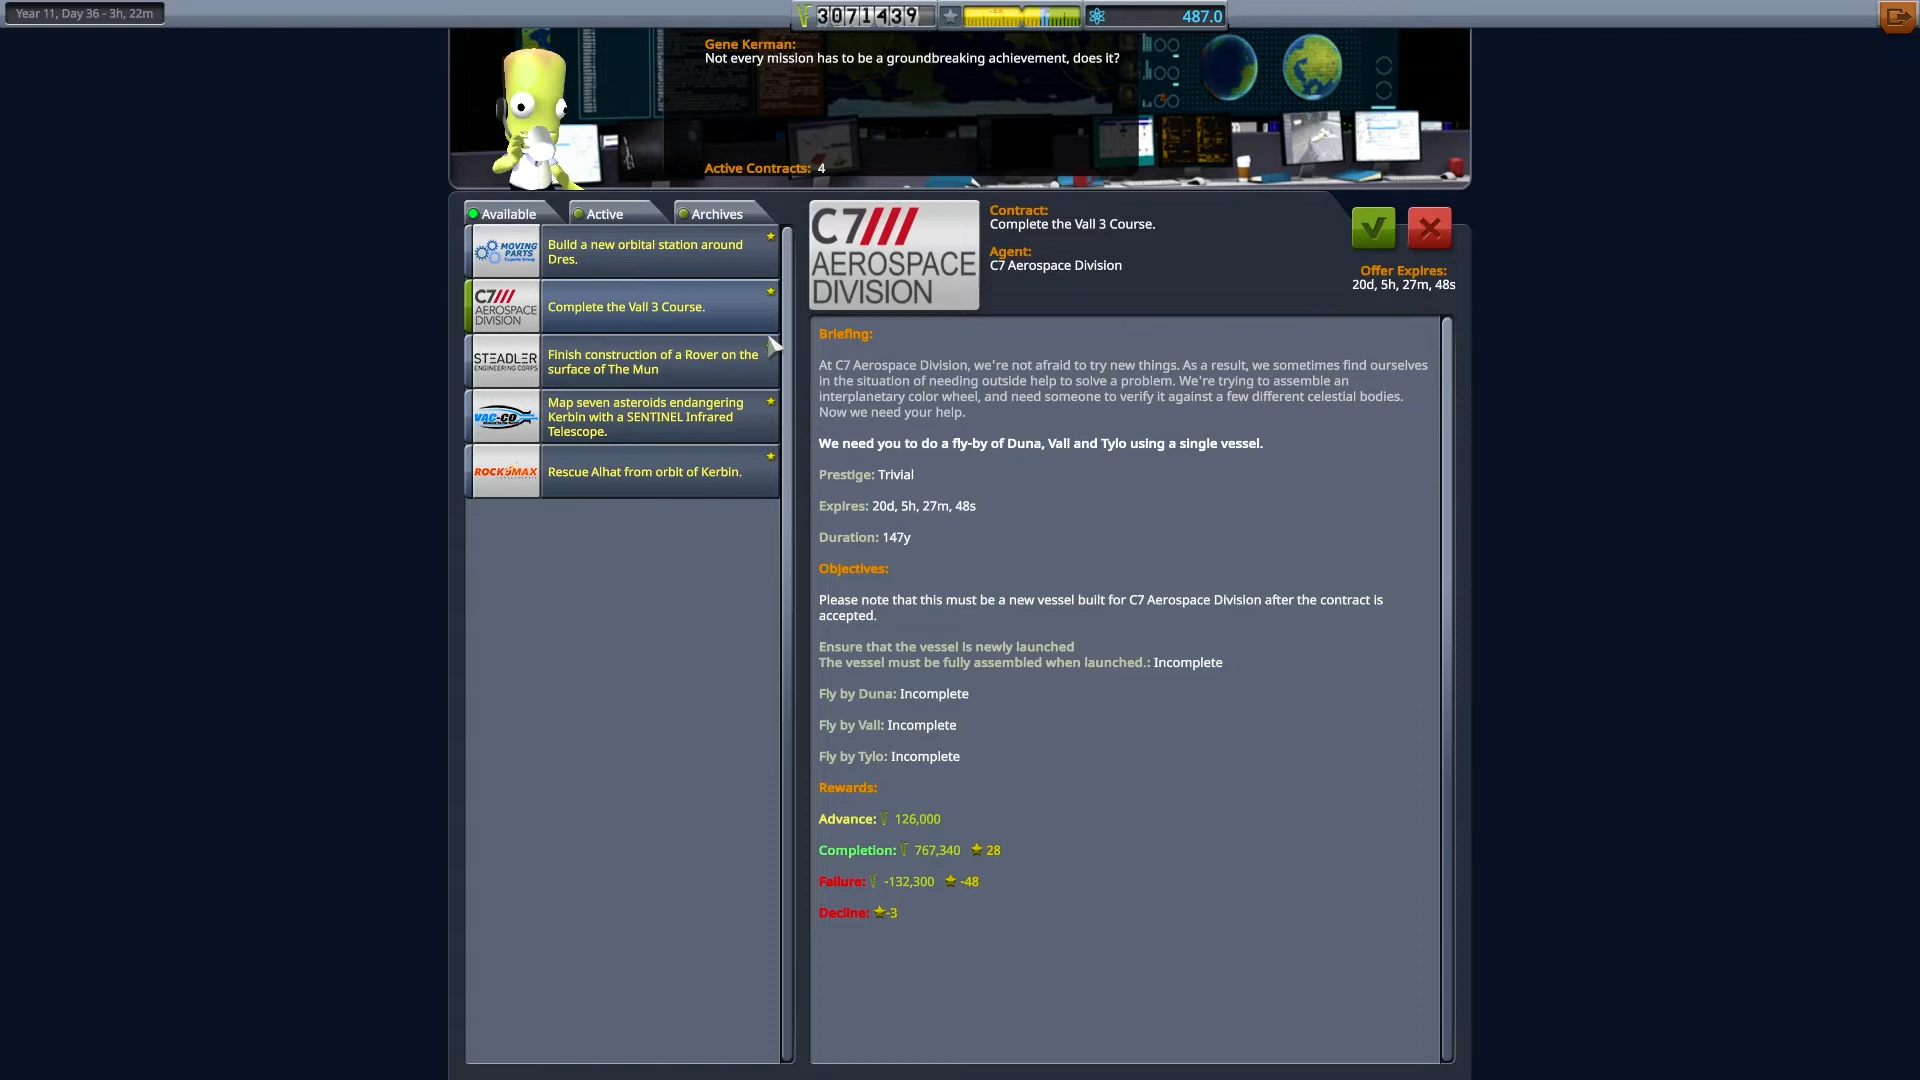 Year 11, Day 36 - 3h, 22m
3071439
487.0
Gene Kerman:
Not every mission has to be a groundbreaking achievement, does it?
Active Contracts: 4
Available
Active
Archives
MOVING PARTS Experts Group
Build a new orbital station around
Dres.
C7 AEROSPACE DIVISION
Complete the Vall 3 Course.
STEADLER ENGINEERING CORPS
Finish construction of a Rover on the
surface of The Mun
VAC-CO
Map seven asteroids endangering
Kerbin with a SENTINEL Infrared
Telescope.
ROCKOMAX
Rescue Alhat from orbit of Kerbin.
C7
AEROSPACE
DIVISION
Contract:
Complete the Vall 3 Course.
Agent:
C7 Aerospace Division
Offer Expires:
20d, 5h, 27m, 48s
Briefing:
At C7 Aerospace Division, we're not afraid to try new things. As a result, we sometimes find ourselves
in the situation of needing outside help to solve a problem. We're trying to assemble an
interplanetary color wheel, and need someone to verify it against a few different celestial bodies.
Now we need your help.
We need you to do a fly-by of Duna, Vall and Tylo using a single vessel.
Prestige: Trivial
Expires: 20d, 5h, 27m, 48s
Duration: 147y
Objectives:
Please note that this must be a new vessel built for C7 Aerospace Division after the contract is
accepted.
Ensure that the vessel is newly launched
The vessel must be fully assembled when launched.: Incomplete
Fly by Duna: Incomplete
Fly by Vall: Incomplete
Fly by Tylo: Incomplete
Rewards:
Advance: 126,000
Completion: 767,340 28
Failure: -132,300 -48
Decline: -3